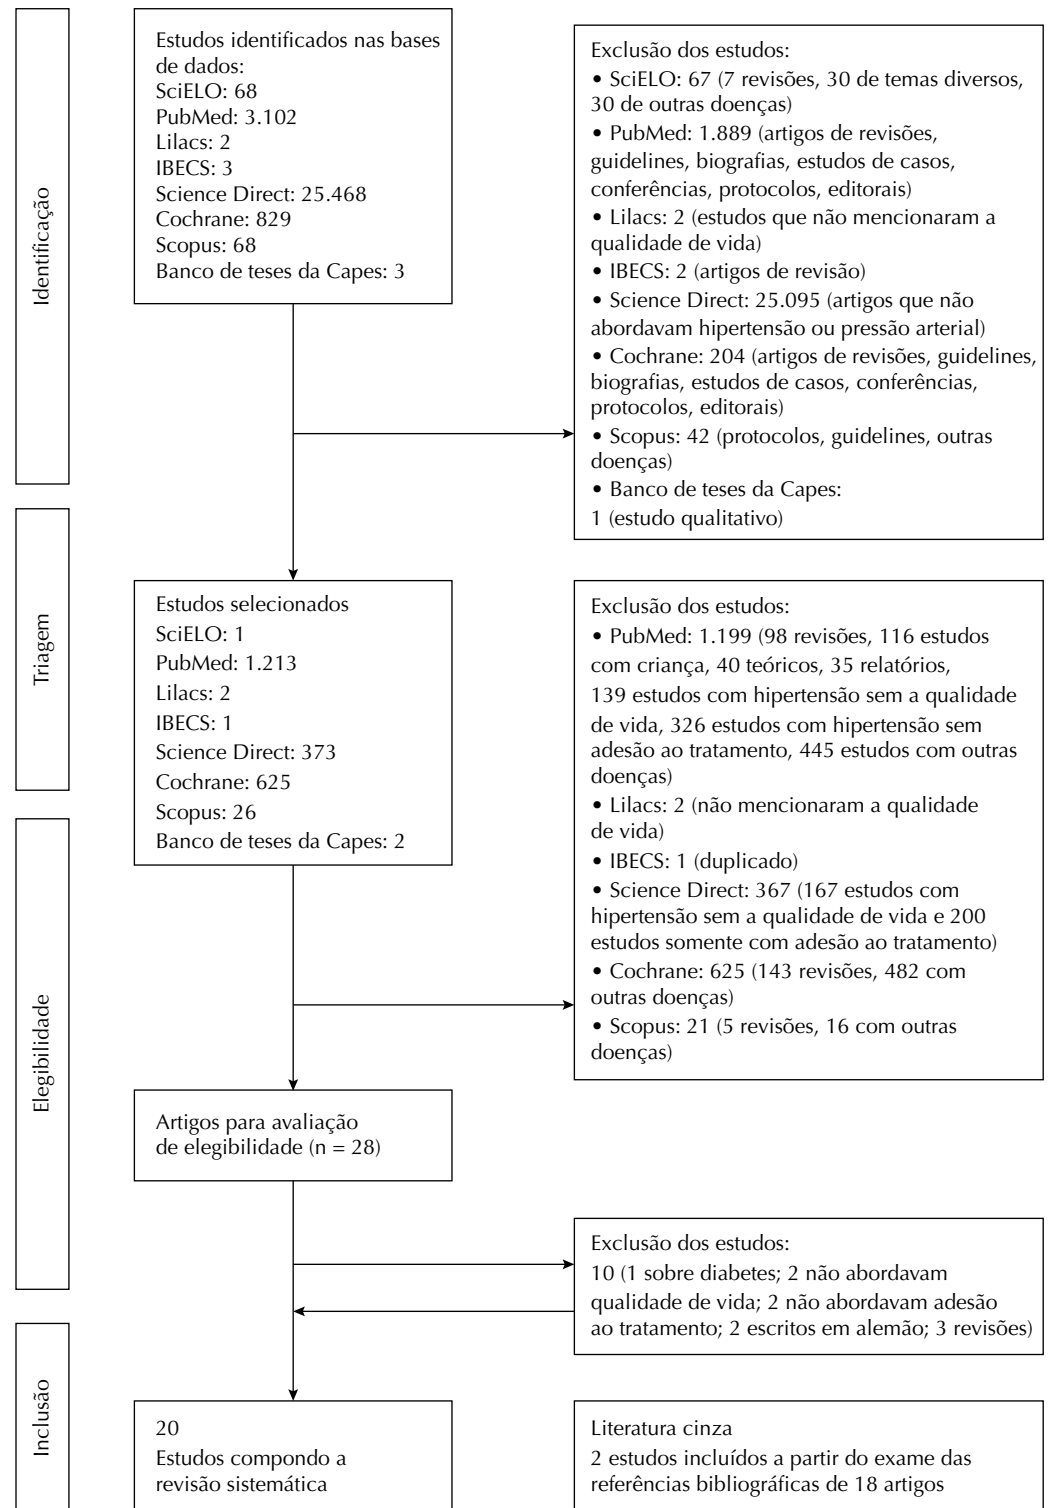 Identificação
Estudos identificados nas bases
de dados:
SciELO: 68
PubMed: 3.102
Lilacs: 2
IBECS: 3
Science Direct: 25.468
Cochrane: 829
Scopus: 68
Banco de teses da Capes: 3
Exclusão dos estudos:
• SciELO: 67 (7 revisões, 30 de temas diversos,
30 de outras doenças)
• PubMed: 1.889 (artigos de revisões,
guidelines, biografias, estudos de casos,
conferências, protocolos, editorais)
• Lilacs: 2 (estudos que não mencionaram a
qualidade de vida)
• IBECS: 2 (artigos de revisão)
• Science Direct: 25.095 (artigos que não
abordavam hipertensão ou pressão arterial)
• Cochrane: 204 (artigos de revisões, guidelines,
biografias, estudos de casos, conferências,
protocolos, editorais)
• Scopus: 42 (protocolos, guidelines, outras
doenças)
• Banco de teses da Capes:
1 (estudo qualitativo)
Triagem
Estudos selecionados
SciELO: 1
PubMed: 1.213
Lilacs: 2
IBECS: 1
Science Direct: 373
Cochrane: 625
Scopus: 26
Banco de teses da Capes: 2
Exclusão dos estudos:
• PubMed: 1.199 (98 revisões, 116 estudos
com criança, 40 teóricos, 35 relatórios,
139 estudos com hipertensão sem a qualidade
de vida, 326 estudos com hipertensão sem
adesão ao tratamento, 445 estudos com outras
doenças)
• Lilacs: 2 (não mencionaram a qualidade
de vida)
• IBECS: 1 (duplicado)
• Science Direct: 367 (167 estudos com
hipertensão sem a qualidade de vida e 200
estudos somente com adesão ao tratamento)
• Cochrane: 625 (143 revisões, 482 com
outras doenças)
• Scopus: 21 (5 revisões, 16 com outras
doenças)
Elegibilidade
Artigos para avaliação
de elegibilidade (n = 28)
Exclusão dos estudos:
10 (1 sobre diabetes; 2 não abordavam
qualidade de vida; 2 não abordavam adesão
ao tratamento; 2 escritos em alemão; 3 revisões)
Inclusão
20
Estudos compondo a
revisão sistemática
Literatura cinza
2 estudos incluídos a partir do exame das
referências bibliográficas de 18 artigos